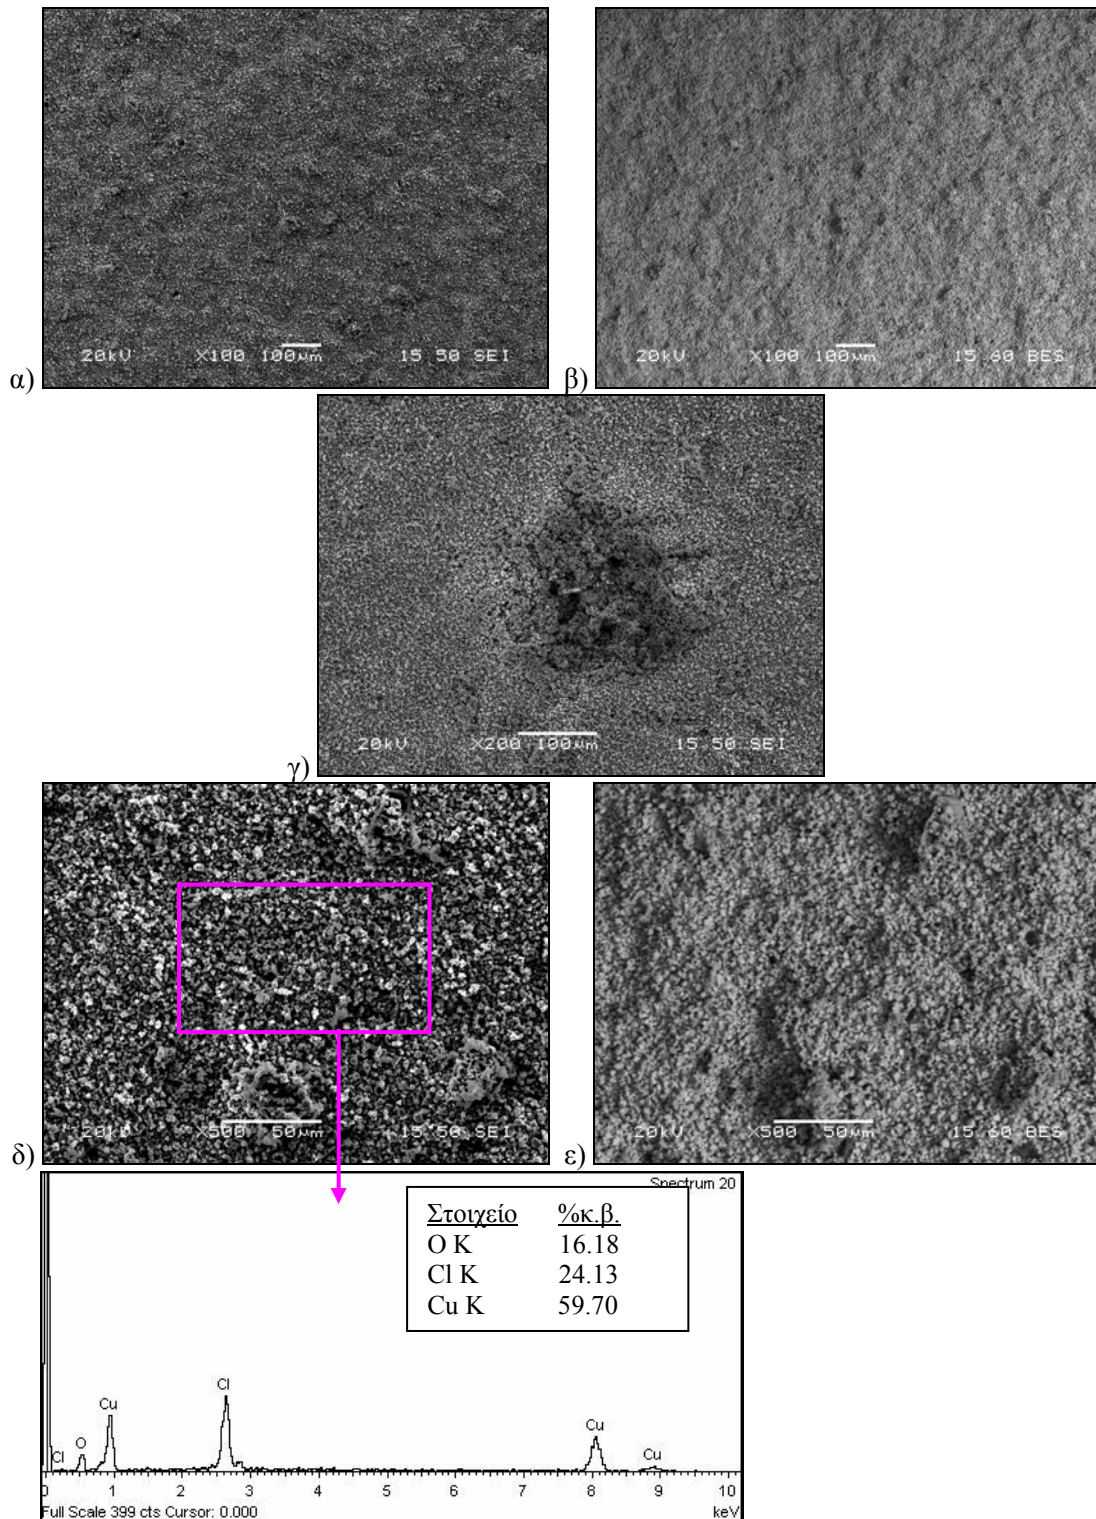 20kV X100 100μm 15 50 SEI
α)
20kV X100 100μm 15 60 BES
β)
20kV X200 100μm 15 50 SEI
γ)
20kV X500 50μm 15.50 SEI
δ)
20kV X500 50μm 15.60 BES
ε)
Spectrum 20
Στοιχείο %κ.β.
O K 16.18
Cl K 24.13
Cu K 59.70
Cl O Cu Cl Cu Cu
0 1 2 3 4 5 6 7 8 9 10
Full Scale 399 cts Cursor: 0.000 keV